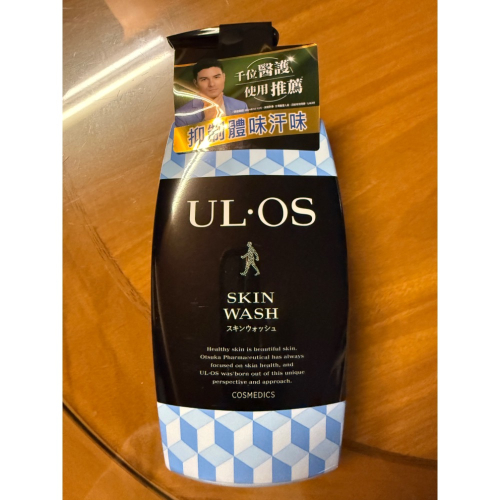 千位醫護
使用推薦
抑制體味汗味
UL·OS
SKIN
WASH
スキンウォッシュ
Healthy skin is beautiful skin.
Otsuka Pharmaceutical has always
focused on skin health, and
UL·OS was born out of this unique
perspective and approach.
COSMEDICS